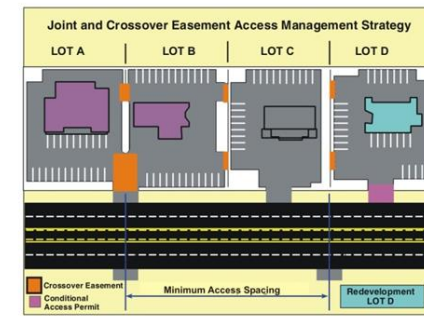 Joint and Crossover Easement Access Management Strategy
LOT A
LOT B
LOT C
LOT D
Crossover Easement
Conditional
Access Permit
Minimum Access Spacing
Redevelopment
LOT D